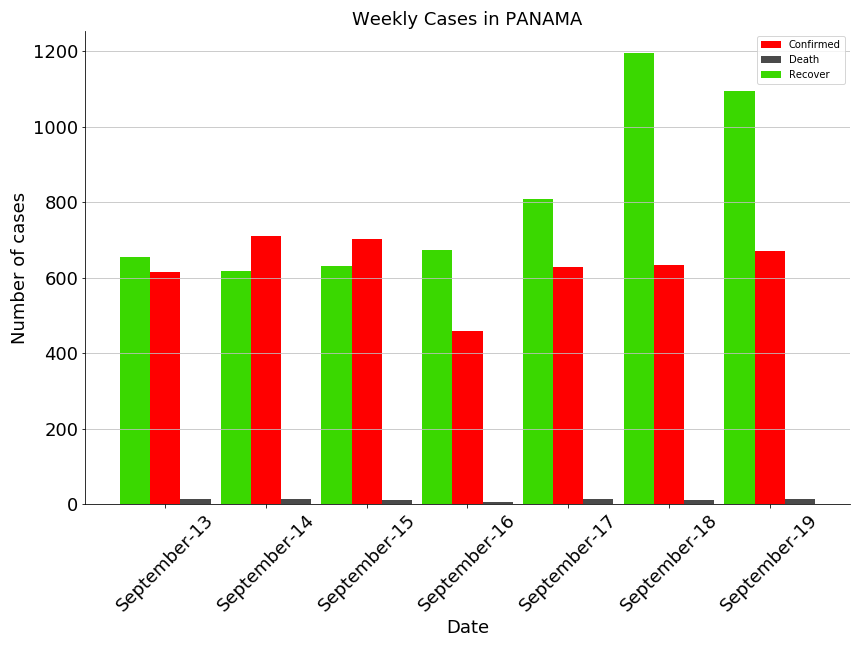 Weekly Cases in PANAMA
Confirmed
Death
Recover
Number of cases
1200
1000
800
600
400
200
0
September-13
September-14
September-15
September-16
September-17
September-18
September-19
Date